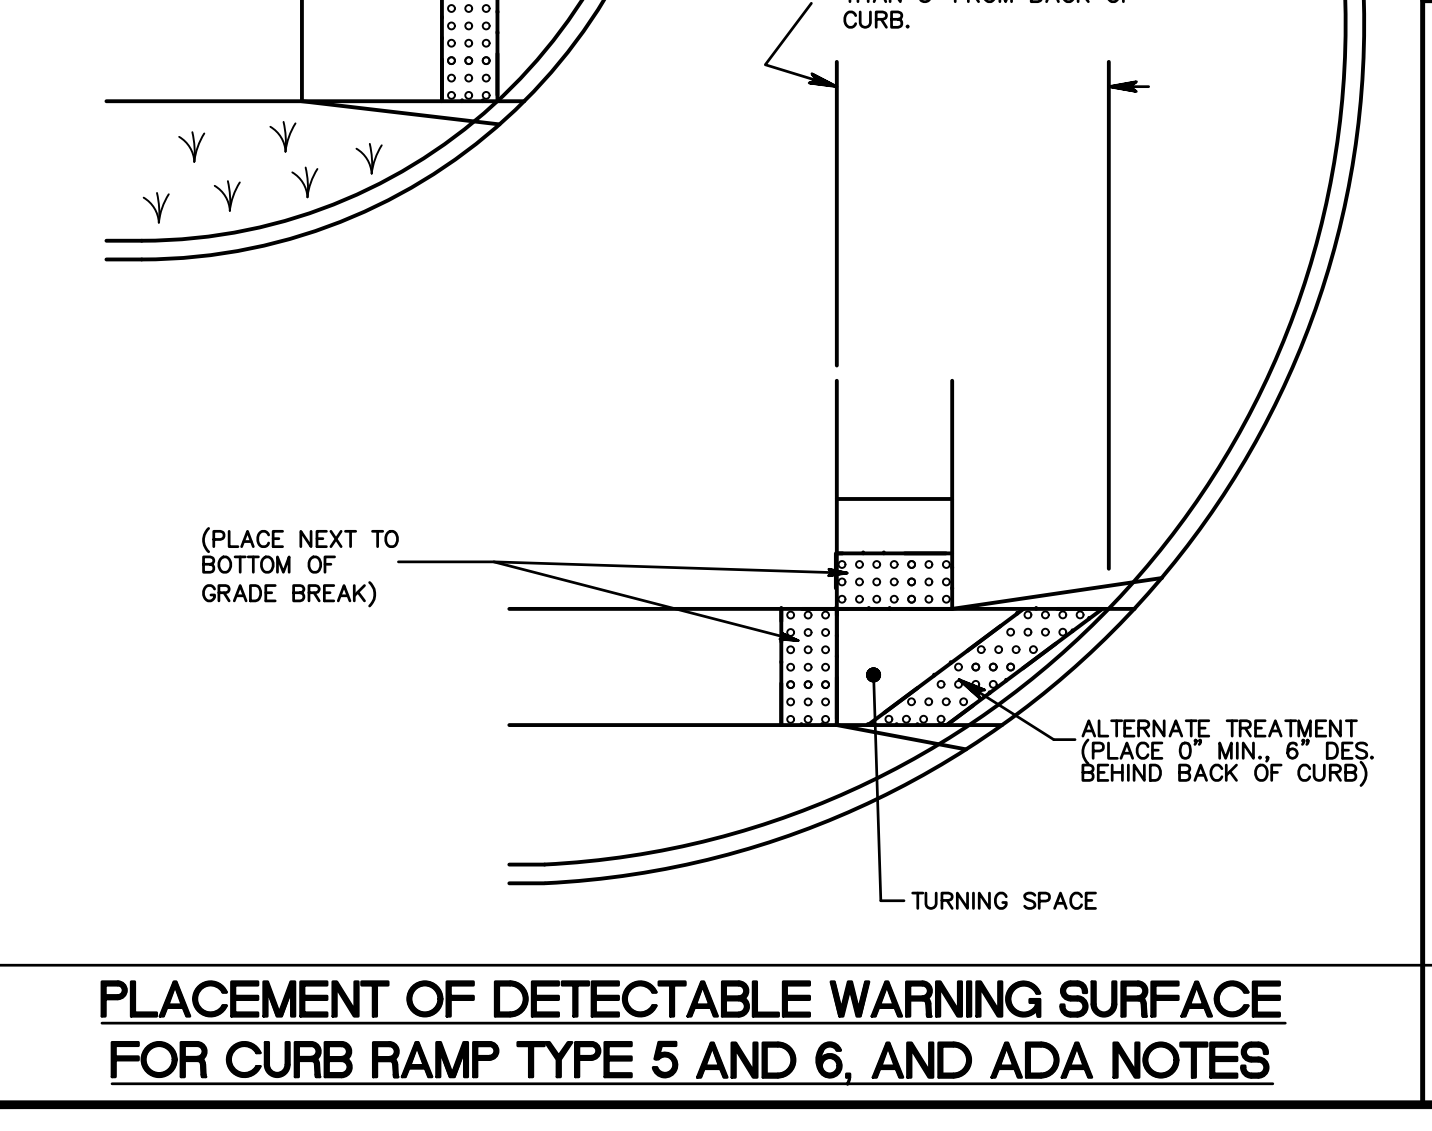 CURB.
(PLACE NEXT TO
BOTTOM OF
GRADE BREAK)
ALTERNATE TREATMENT
(PLACE 0" MIN., 6" DES.
BEHIND BACK OF CURB)
TURNING SPACE
PLACEMENT OF DETECTABLE WARNING SURFACE
FOR CURB RAMP TYPE 5 AND 6, AND ADA NOTES